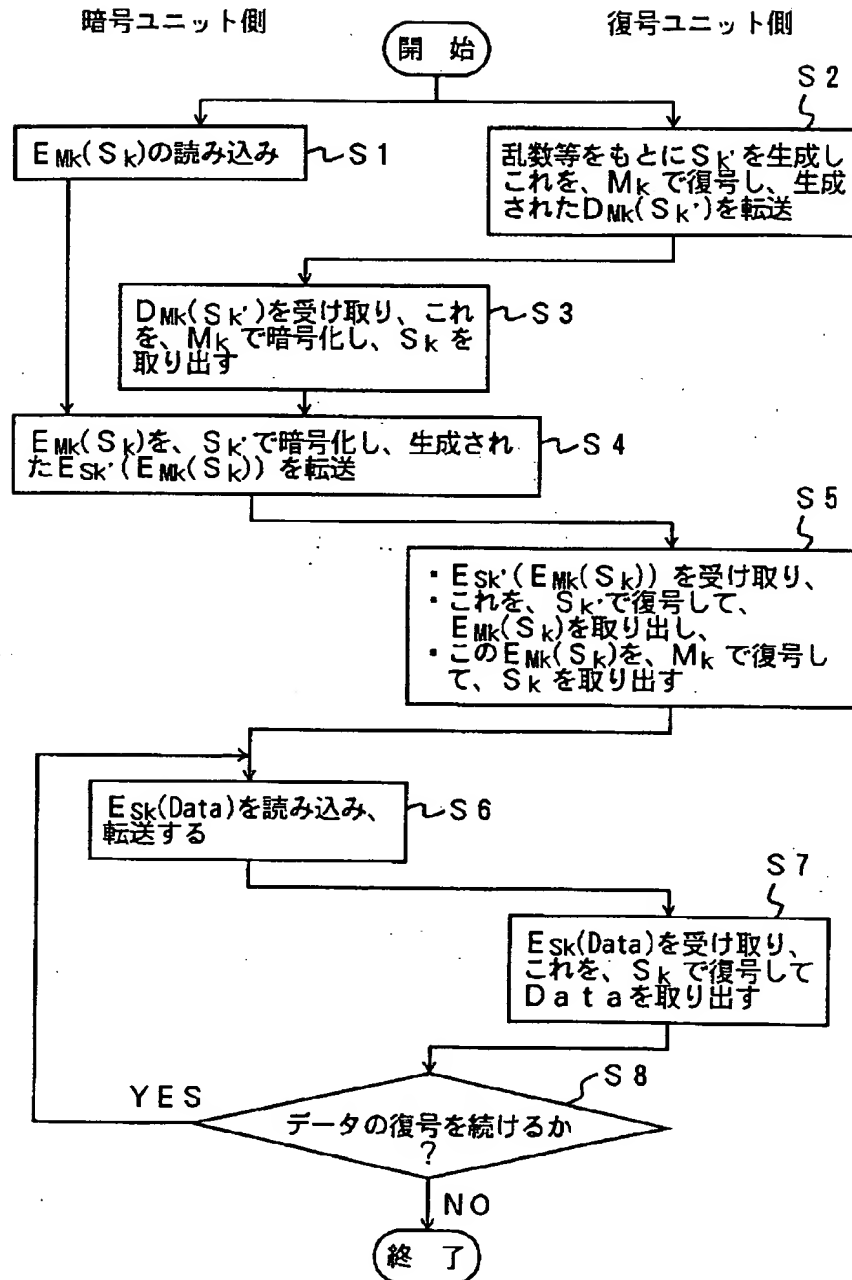 暗号ユニット側
復号ユニット側
開 始
S2
EMk(Sk)の読み込み
S1
乱数等をもとにSk'を生成し
これを、Mkで復号し、生成
されたDMk(Sk')を転送
DMk(Sk')を受け取り、これ
を、Mkで暗号化し、Skを
取り出す
S3
EMk(Sk)を、Sk'で暗号化し、生成され
たESk'(EMk(Sk))を転送
S4
S5
・ESk'(EMk(Sk))を受け取り、
・これを、Sk'で復号して、
EMk(Sk)を取り出し、
・このEMk(Sk)を、Mkで復号し
て、Skを取り出す
ESk(Data)を読み込み、
転送する
S6
S7
ESk(Data)を受け取り、
これを、Skで復号して
Dataを取り出す
S8
YES
データの復号を続けるか
?
NO
終 了